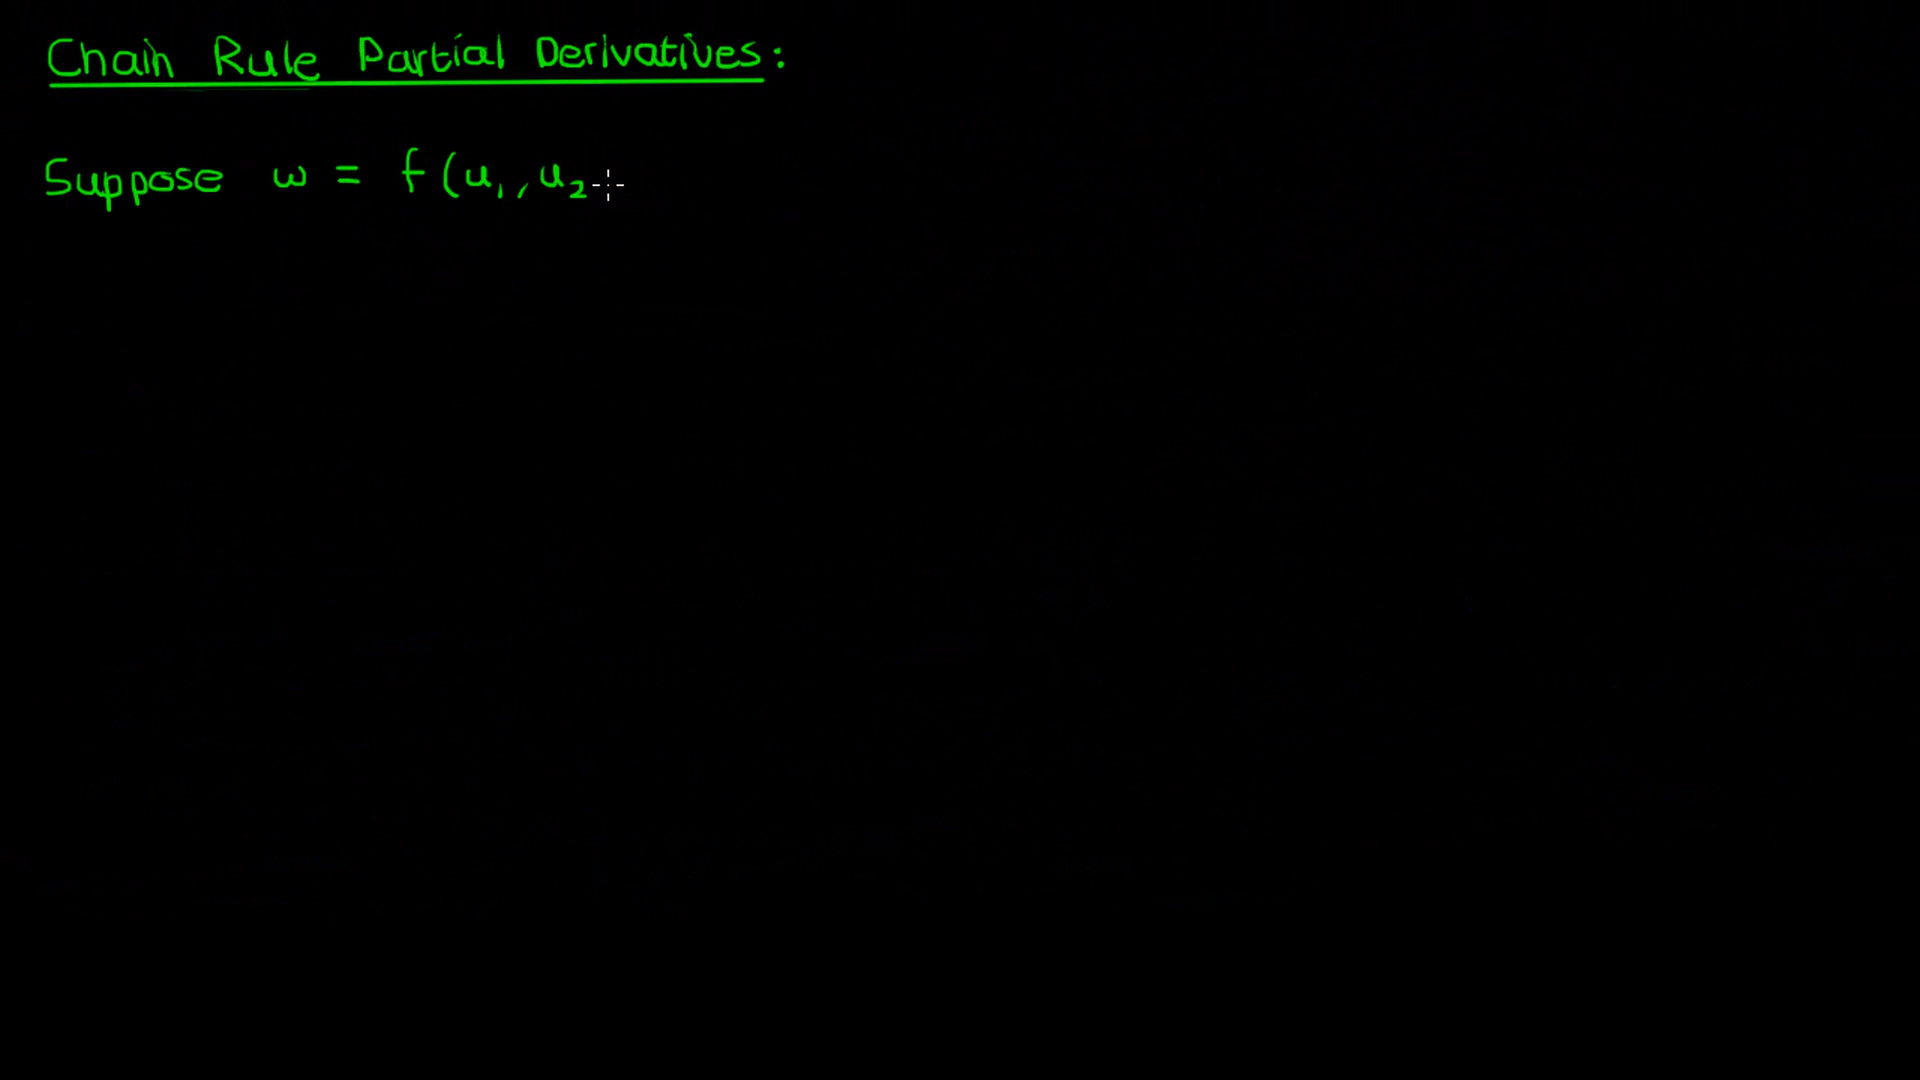 Chain Rule Partial Derivatives:
Suppose ω = f(u₁, u₂